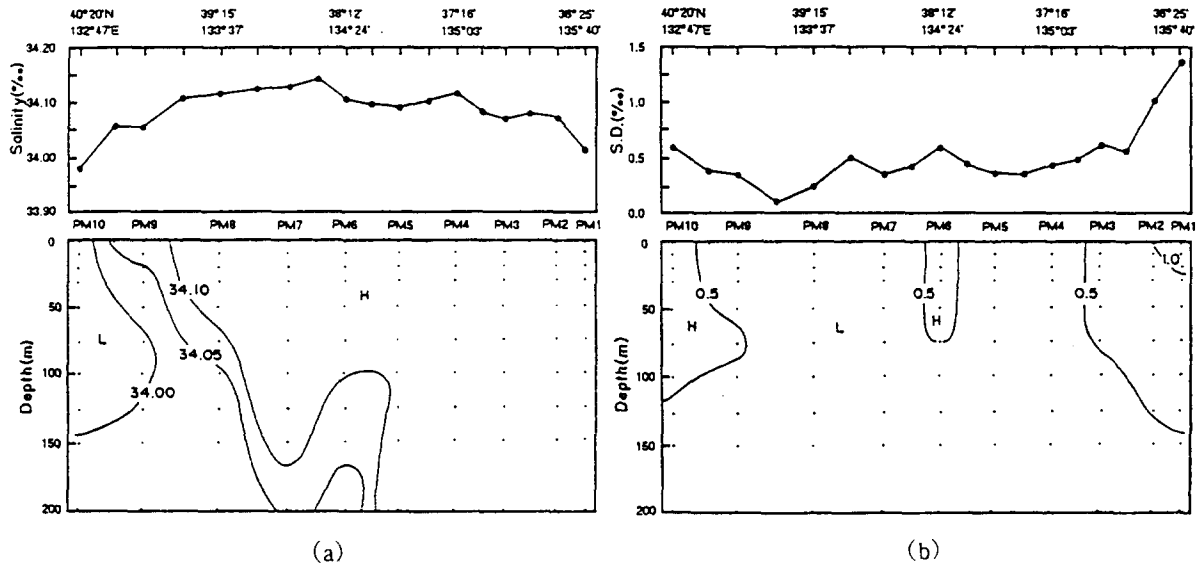 40°20'N 39°15' 38°12' 37°16' 36°25'
132°47'E 133°37' 134°24' 135°03' 135°40'
34.20
34.10
34.00
33.90
Salinity(‰)
PM10 PM9 PM8 PM7 PM6 PM5 PM4 PM3 PM2 PM1
0
50
100
150
200
Depth(m)
34.10
H
L
34.05
34.00
(a)
40°20'N 39°15' 38°12' 37°16' 36°25'
132°47'E 133°37' 134°24' 135°03' 135°40'
1.5
1.0
0.5
0.0
S.D.(‰)
PM10 PM9 PM8 PM7 PM6 PM5 PM4 PM3 PM2 PM1
0
50
100
150
200
Depth(m)
1.0
0.5 0.5 0.5
H L H
(b)